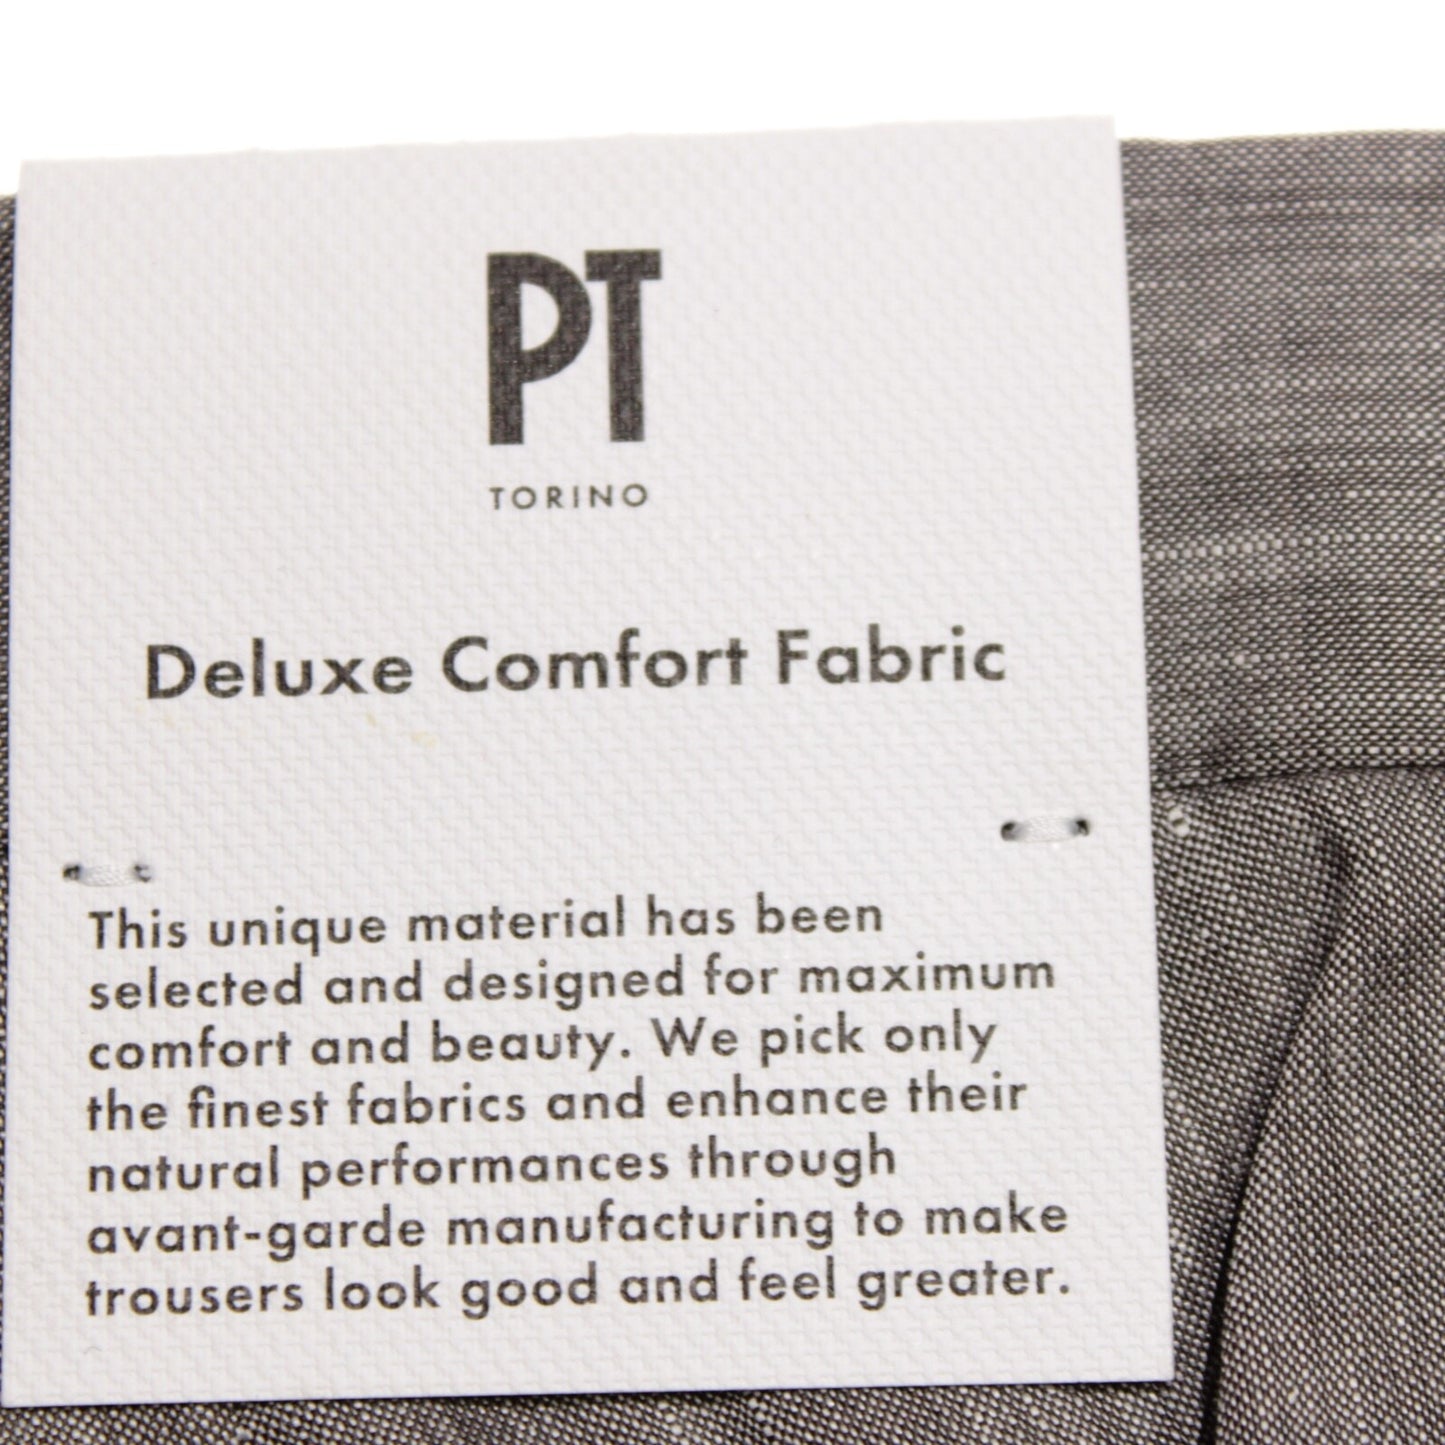 PT
TORINO
Deluxe Comfort Fabric
This unique material has been
selected and designed for maximum
comfort and beauty. We pick only
the finest fabrics and enhance their
natural performances through
avant-garde manufacturing to make
trousers look good and feel greater.